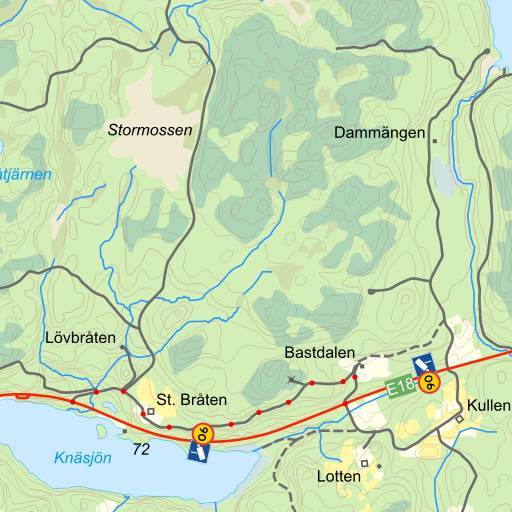 Stormossen
Dammängen
tjärnen
Lövbråten
Bastdalen
E18
90
St. Bråten
Kullen
90
72
Knäsjön
Lotten